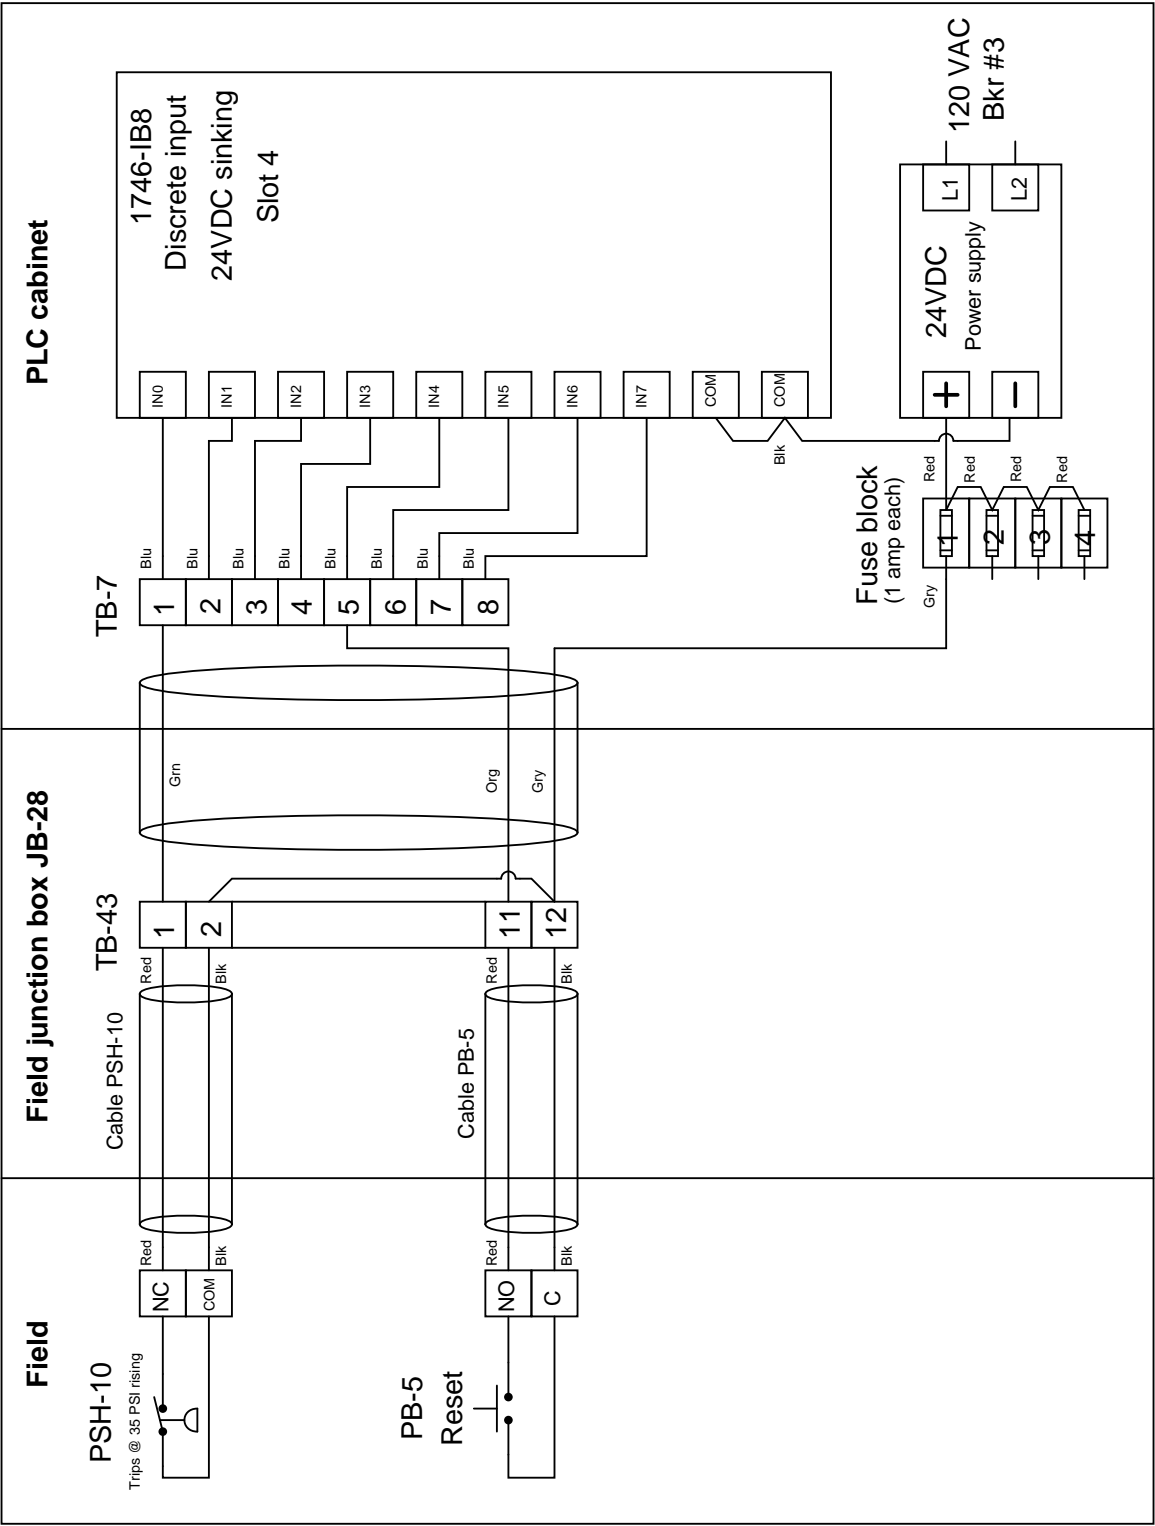 Field
Field junction box JB-28
PLC cabinet
PSH-10
Trips @ 35 PSI rising
NC
COM
Red
Blk
Cable PSH-10
Red
Blk
PB-5
Reset
NO
C
Red
Blk
Cable PB-5
Red
Blk
TB-43
1
2
11
12
Grn
Org
Gry
TB-7
1
2
3
4
5
6
7
8
Blu
Blu
Blu
Blu
Blu
Blu
Blu
Blu
IN0
IN1
IN2
IN3
IN4
IN5
IN6
IN7
COM
COM
Blk
1746-IB8
Discrete input
24VDC sinking
Slot 4
Fuse block
(1 amp each)
Gry
1
2
3
4
Red
Red
Red
Red
+
−
24VDC
Power supply
L1
L2
120 VAC
Bkr #3